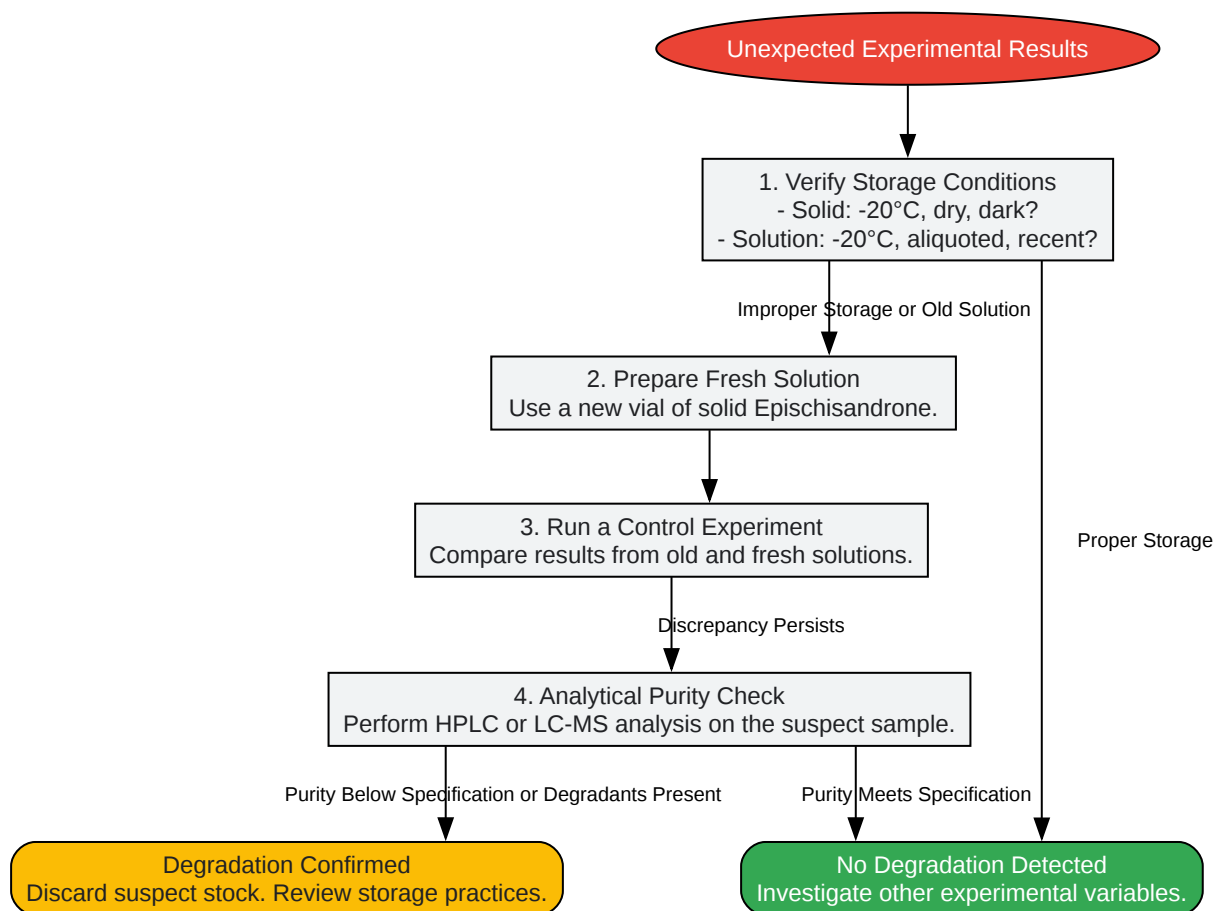 Unexpected Experimental Results
1. Verify Storage Conditions
- Solid: -20°C, dry, dark?
- Solution: -20°C, aliquoted, recent?
Improper Storage or Old Solution
2. Prepare Fresh Solution
Use a new vial of solid Epischisandrone.
3. Run a Control Experiment
Compare results from old and fresh solutions.
Proper Storage
Discrepancy Persists
4. Analytical Purity Check
Perform HPLC or LC-MS analysis on the suspect sample.
Purity Below Specification or Degradants Present
Purity Meets Specification
Degradation Confirmed
Discard suspect stock. Review storage practices.
No Degradation Detected
Investigate other experimental variables.